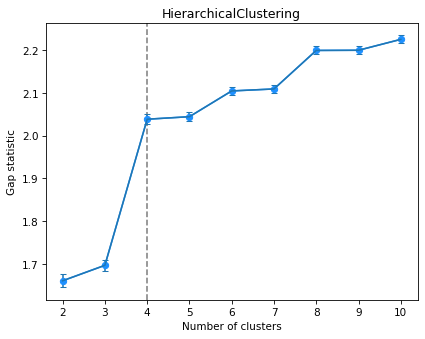 HierarchicalClustering
Gap statistic
2.2
2.1
2.0
1.9
1.8
1.7
2 3 4 5 6 7 8 9 10
Number of clusters